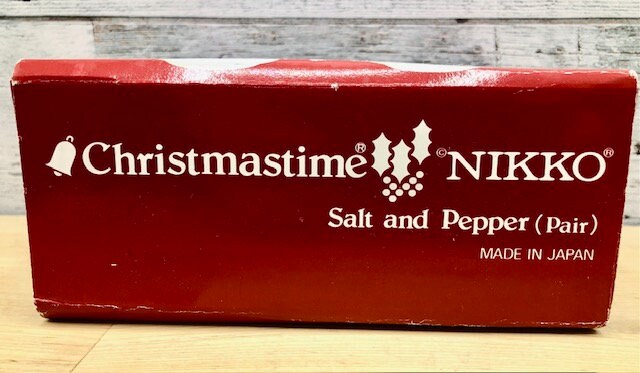 Christmastime® ©NIKKO®
Salt and Pepper (Pair)
MADE IN JAPAN